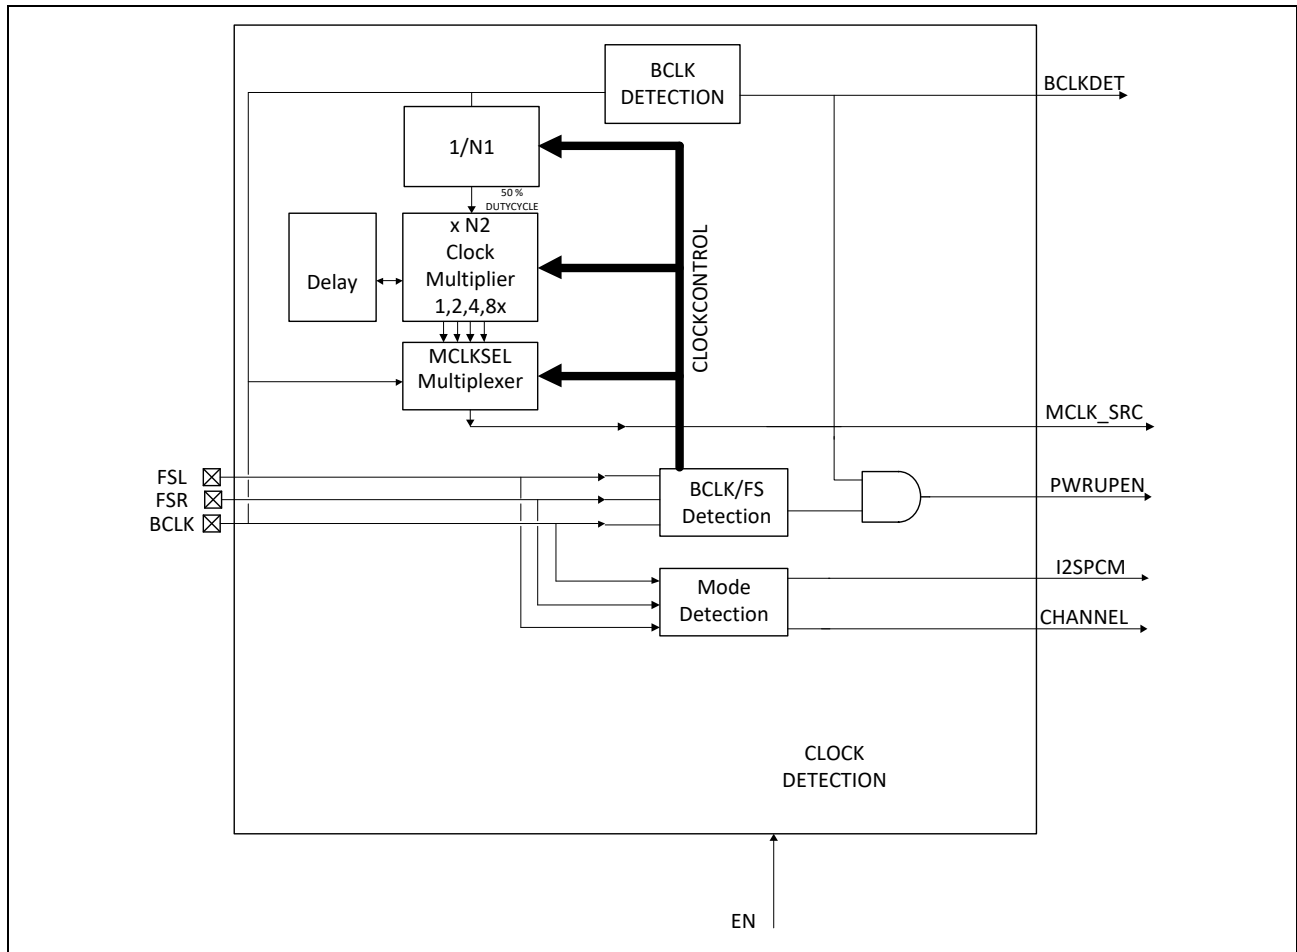 BCLK
DETECTION
BCLKDET
1/N1
50 %
DUTYCYCLE
x N2
Clock
Multiplier
1,2,4,8x
Delay
CLOCKCONTROL
MCLKSEL
Multiplexer
MCLK_SRC
FSL
FSR
BCLK
BCLK/FS
Detection
PWRUPEN
Mode
Detection
I2SPCM
CHANNEL
CLOCK
DETECTION
EN